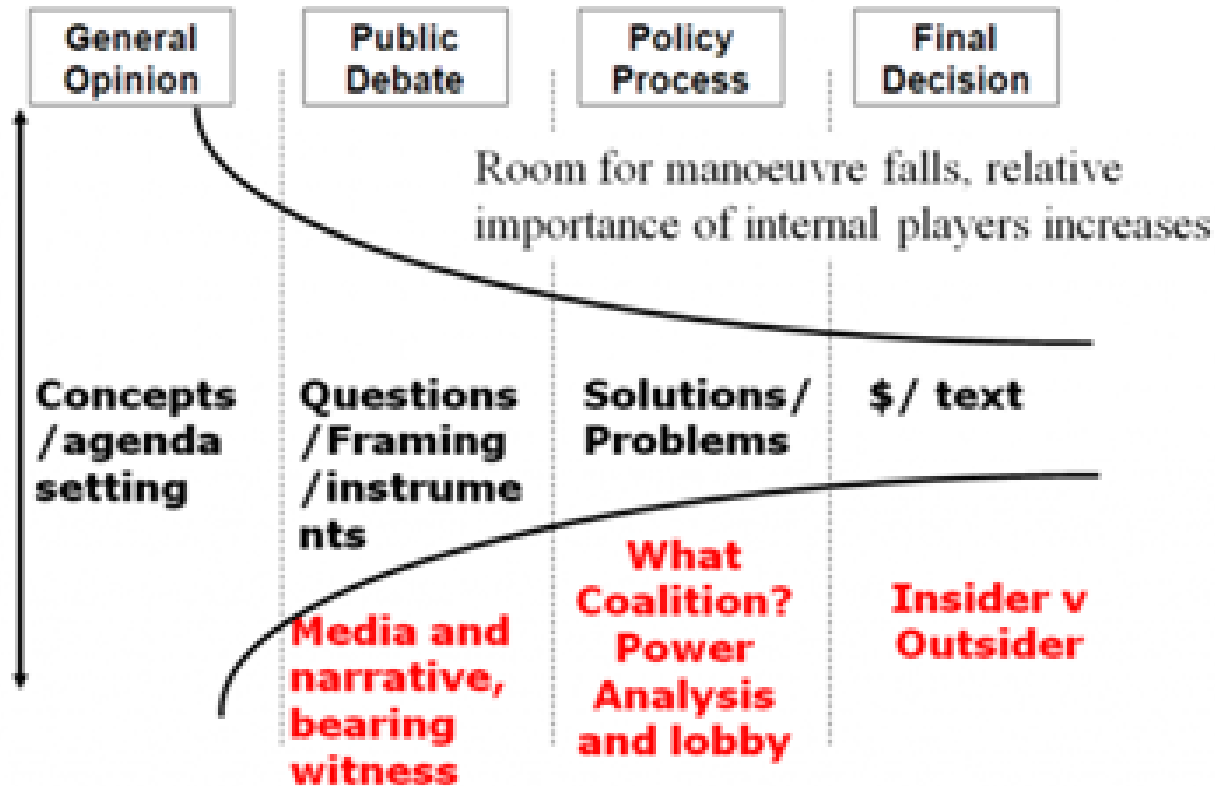 General
Opinion
Public
Debate
Policy
Process
Final
Decision
Room for manoeuvre falls, relative
importance of internal players increases
Concepts
/agenda
setting
Questions
/Framing
/instrume
nts
Solutions/
Problems
$/ text
Media and
narrative,
bearing
witness
What
Coalition?
Power
Analysis
and lobby
Insider v
Outsider